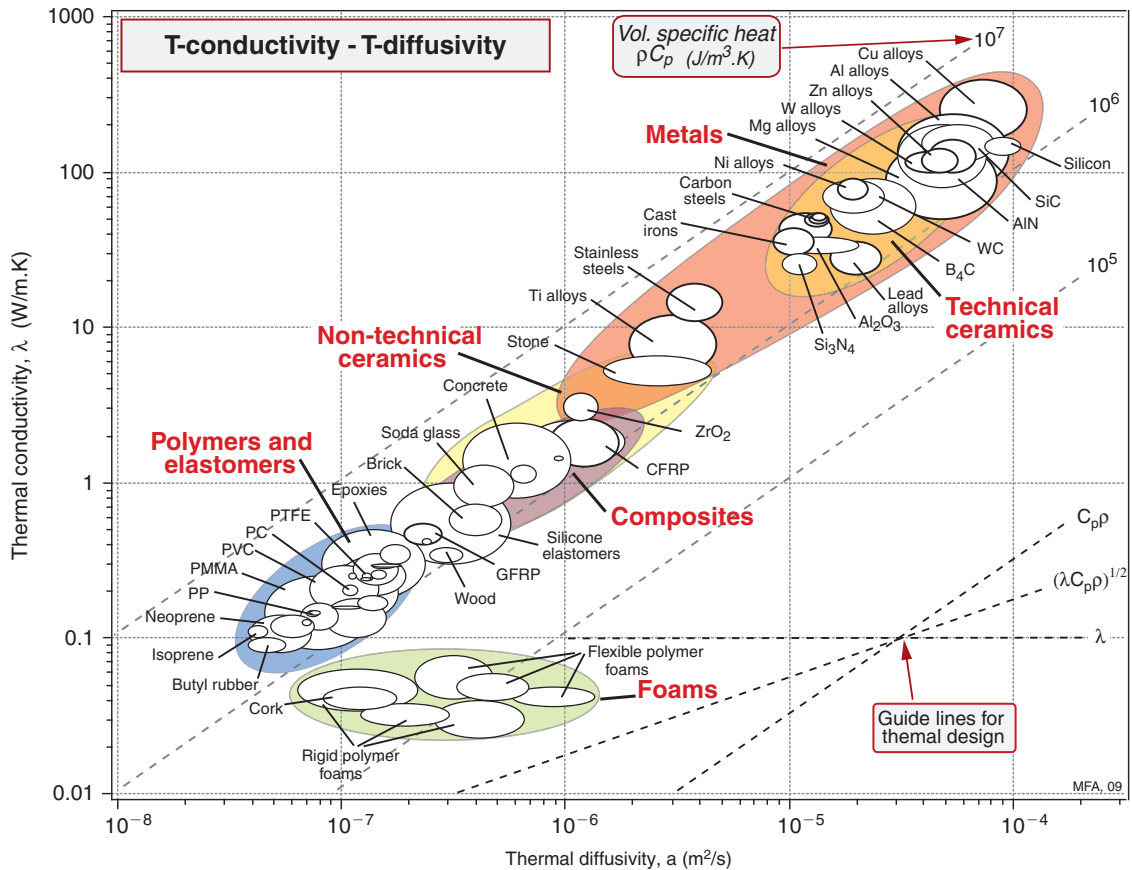 T-conductivity - T-diffusivity
Vol. specific heat
ρCp (J/m³.K)
10⁷
10⁶
10⁵
1000
100
10
1
0.1
0.01
Thermal conductivity, λ (W/m.K)
Cu alloys
Al alloys
Zn alloys
W alloys
Mg alloys
Metals
Ni alloys
Carbon
steels
Cast
irons
Stainless
steels
Ti alloys
Silicon
SiC
AlN
WC
B₄C
Lead
alloys
Al₂O₃
Si₃N₄
Technical
ceramics
Non-technical
ceramics
Stone
Concrete
Soda glass
Brick
ZrO₂
CFRP
Composites
Polymers and
elastomers
Epoxies
PTFE
PC
PVC
PMMA
PP
Neoprene
Isoprene
Butyl rubber
Silicone
elastomers
GFRP
Wood
Flexible polymer
foams
Foams
Cork
Rigid polymer
foams
Cpρ
(λCpρ)¹/²
λ
Guide lines for
themal design
MFA, 09
10⁻⁸
10⁻⁷
10⁻⁶
10⁻⁵
10⁻⁴
Thermal diffusivity, a (m²/s)